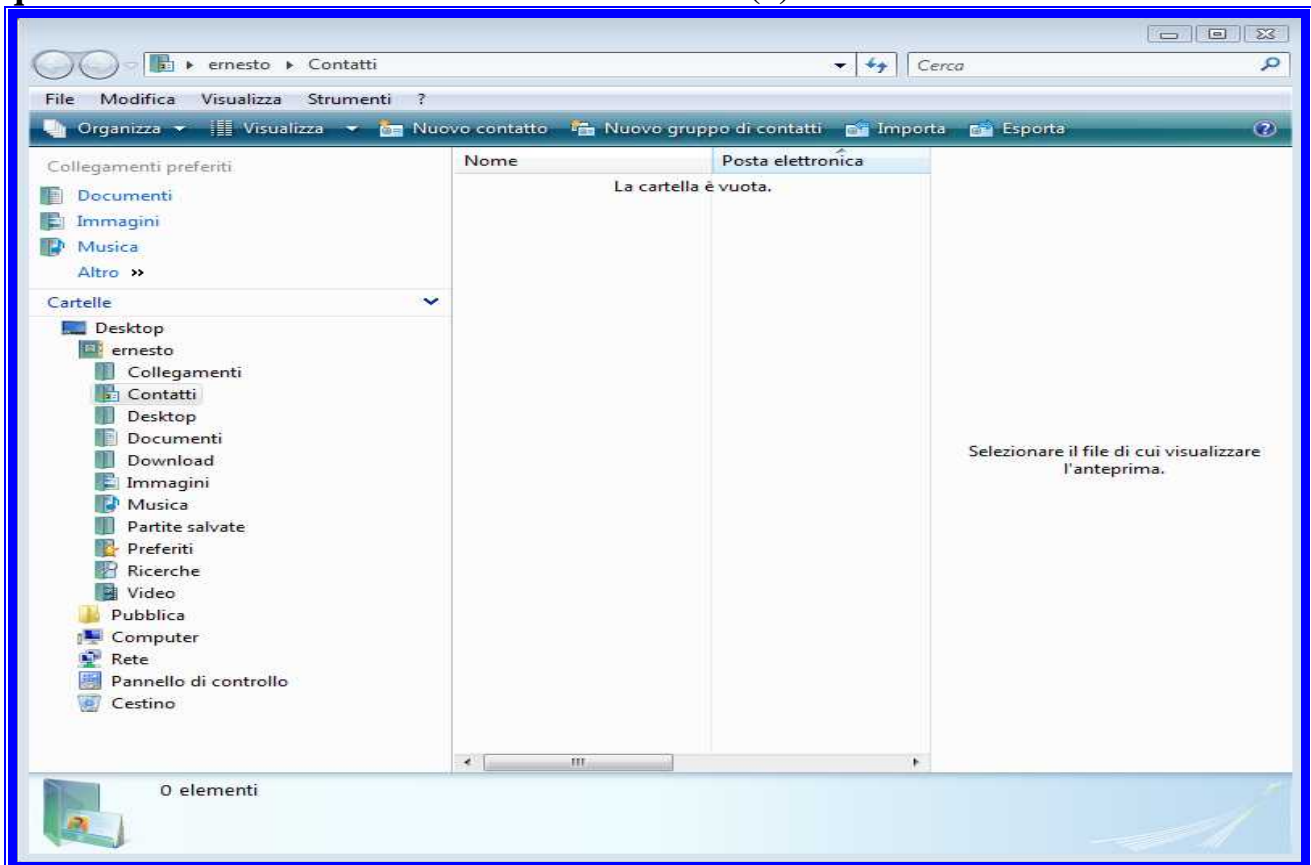 ernesto Contatti Cerca
File Modifica Visualizza Strumenti ?
Organizza Visualizza Nuovo contatto Nuovo gruppo di contatti Importa Esporta ?
Collegamenti preferiti
Documenti
Immagini
Musica
Altro »
Cartelle
Desktop
ernesto
Collegamenti
Contatti
Desktop
Documenti
Download
Immagini
Musica
Partite salvate
Preferiti
Ricerche
Video
Pubblica
Computer
Rete
Pannello di controllo
Cestino
Nome Posta elettronica
La cartella è vuota.
Selezionare il file di cui visualizzare
l'anteprima.
0 elementi